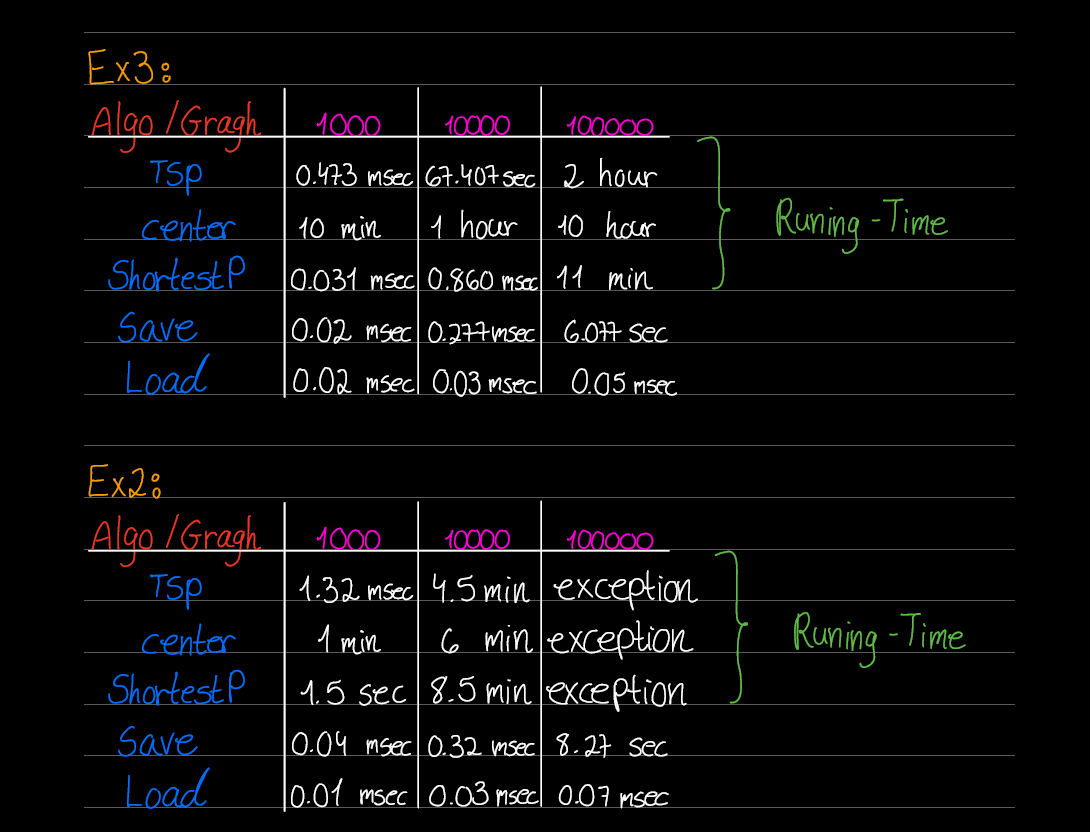 Ex3:
Algo/Gragh 1000 10000 100000
TSp 0.473 msec 67.407 sec 2 hour
center 10 min 1 hour 10 hour
Runing-Time
ShortestP 0.031 msec 0.860 msec 11 min
Save 0.02 msec 0.277 msec 6.077 sec
Load 0.02 msec 0.03 msec 0.05 msec
Ex2:
Algo/Gragh 1000 10000 100000
TSp 1.32 msec 4.5 min exception
center 1 min 6 min exception
Runing-Time
ShortestP 1.5 sec 8.5 min exception
Save 0.04 msec 0.32 msec 8.27 sec
Load 0.01 msec 0.03 msec 0.07 msec